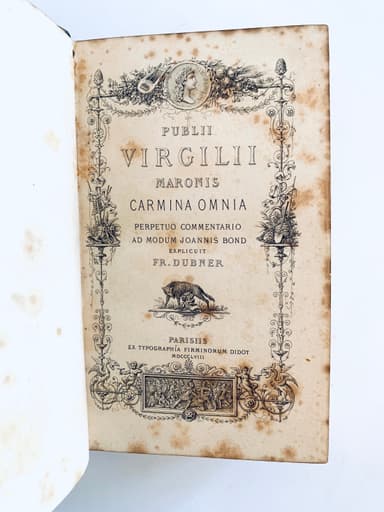 PUBLII
VIRGILII
MARONIS
CARMINA OMNIA
PERPETUO COMMENTARIO
AD MODUM JOANNIS BOND
EXPLICUIT
FR. DUBNER
PARISIIS
EX TYPOGRAPHIA FIRMINORUM DIDOT
MDCCCLVIII